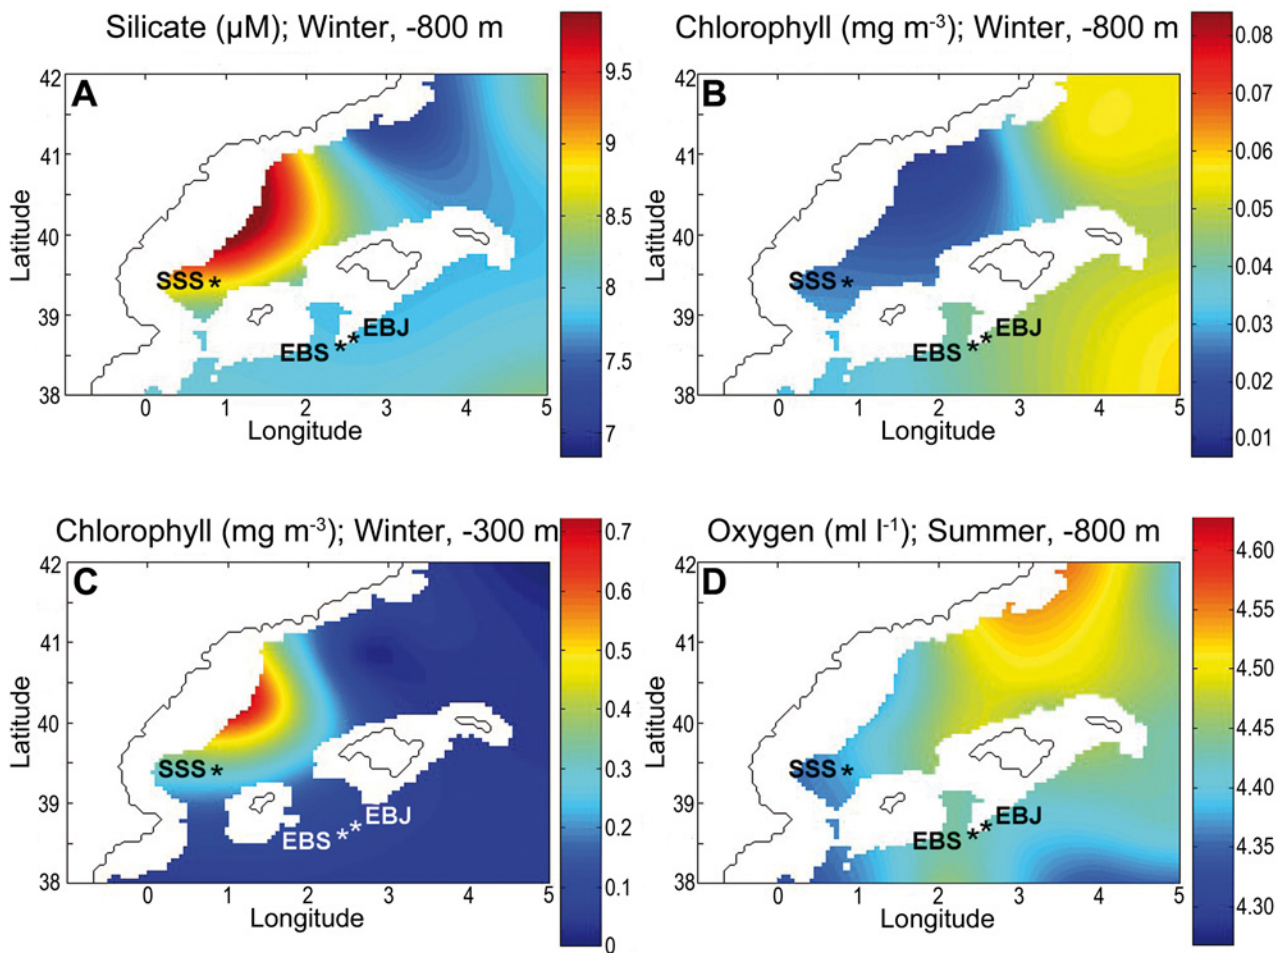 Silicate (µM); Winter, -800 m
A
42
41
40
39
38
0 1 2 3 4 5
Latitude
Longitude
SSS *
EBS * * EBJ
9.5
9
8.5
8
7.5
7
Chlorophyll (mg m-3); Winter, -800 m
B
42
41
40
39
38
0 1 2 3 4 5
Latitude
Longitude
SSS *
EBS * * EBJ
0.08
0.07
0.06
0.05
0.04
0.03
0.02
0.01
Chlorophyll (mg m-3); Winter, -300 m
C
42
41
40
39
38
0 1 2 3 4 5
Latitude
Longitude
SSS *
EBS * * EBJ
0.7
0.6
0.5
0.4
0.3
0.2
0.1
0
Oxygen (ml l-1); Summer, -800 m
D
42
41
40
39
38
0 1 2 3 4 5
Latitude
Longitude
SSS *
EBS * * EBJ
4.60
4.50
4.40
4.30